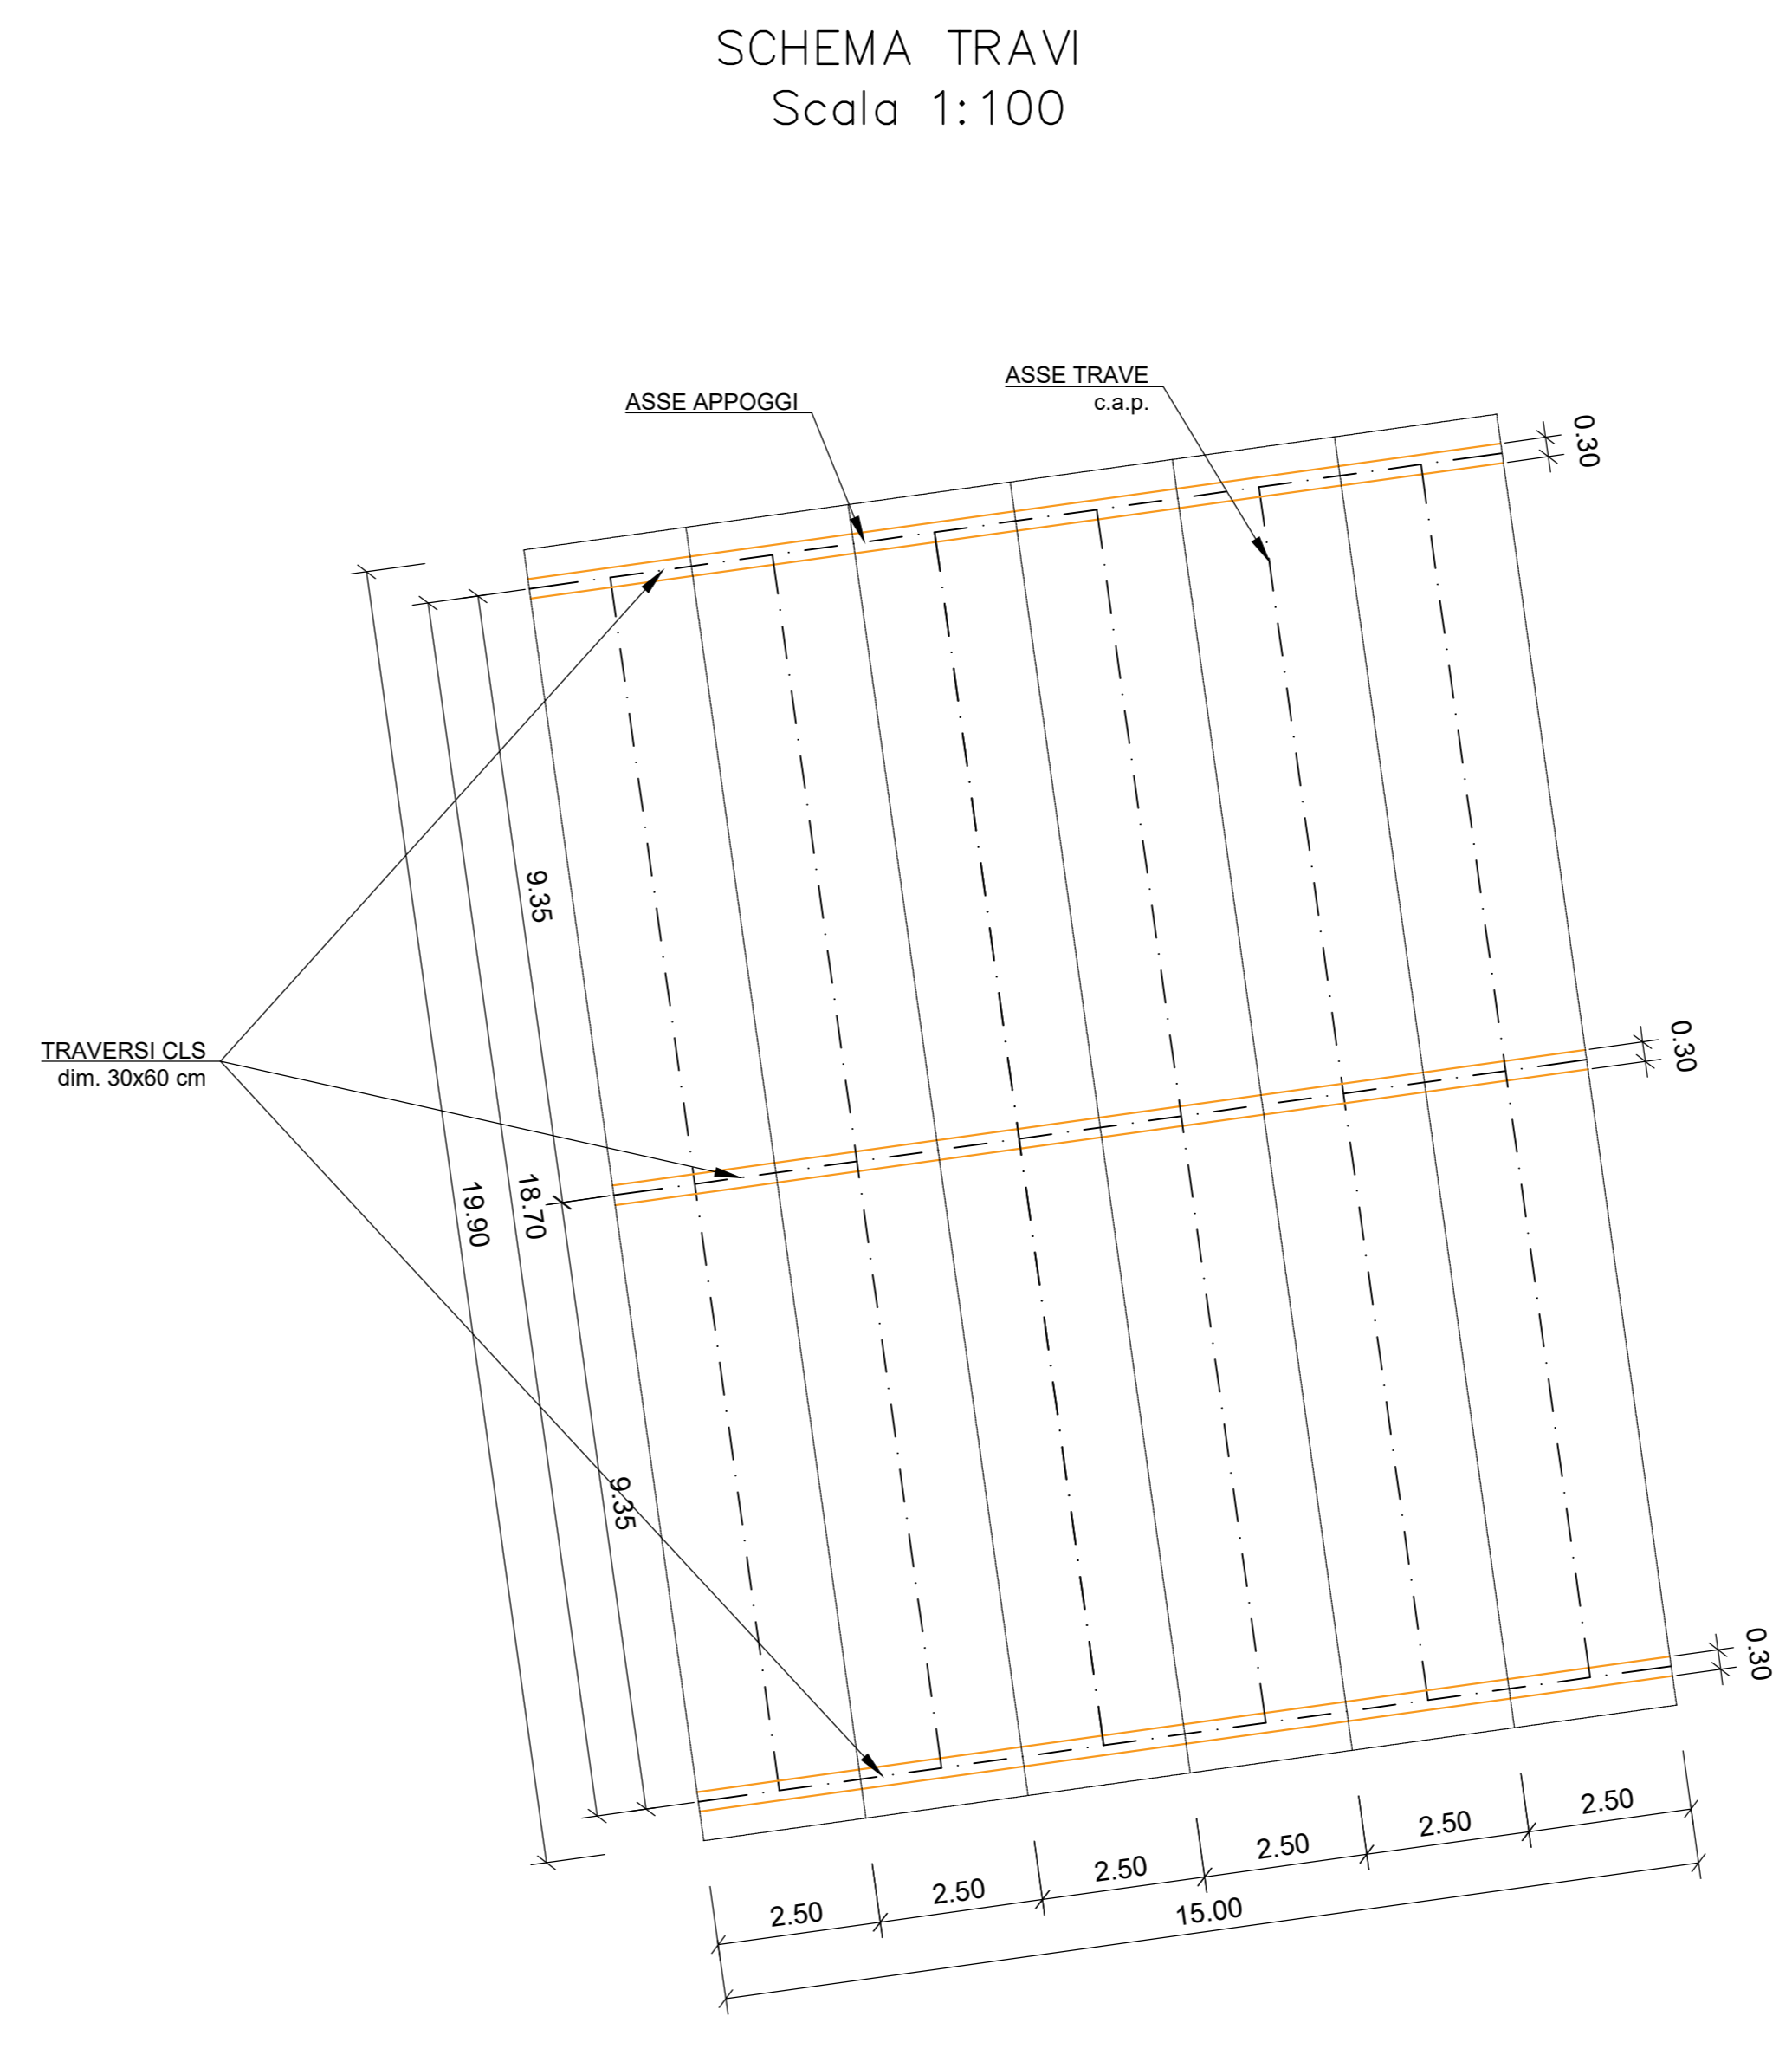 SCHEMA TRAVI
Scala 1:100
ASSE TRAVE
c.a.p.
ASSE APPOGGI
0.30
9.35
TRAVERSI CLS
dim. 30x60 cm
0.30
19.90
18.70
9.35
0.30
2.50
2.50
2.50
2.50
2.50
2.50
15.00